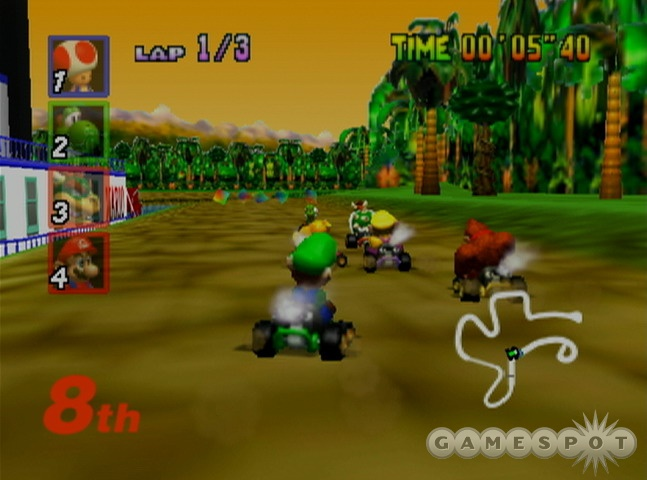 LAP 1/3
TIME 00'05"40
1
2
3
4
8th
GAMESPOT